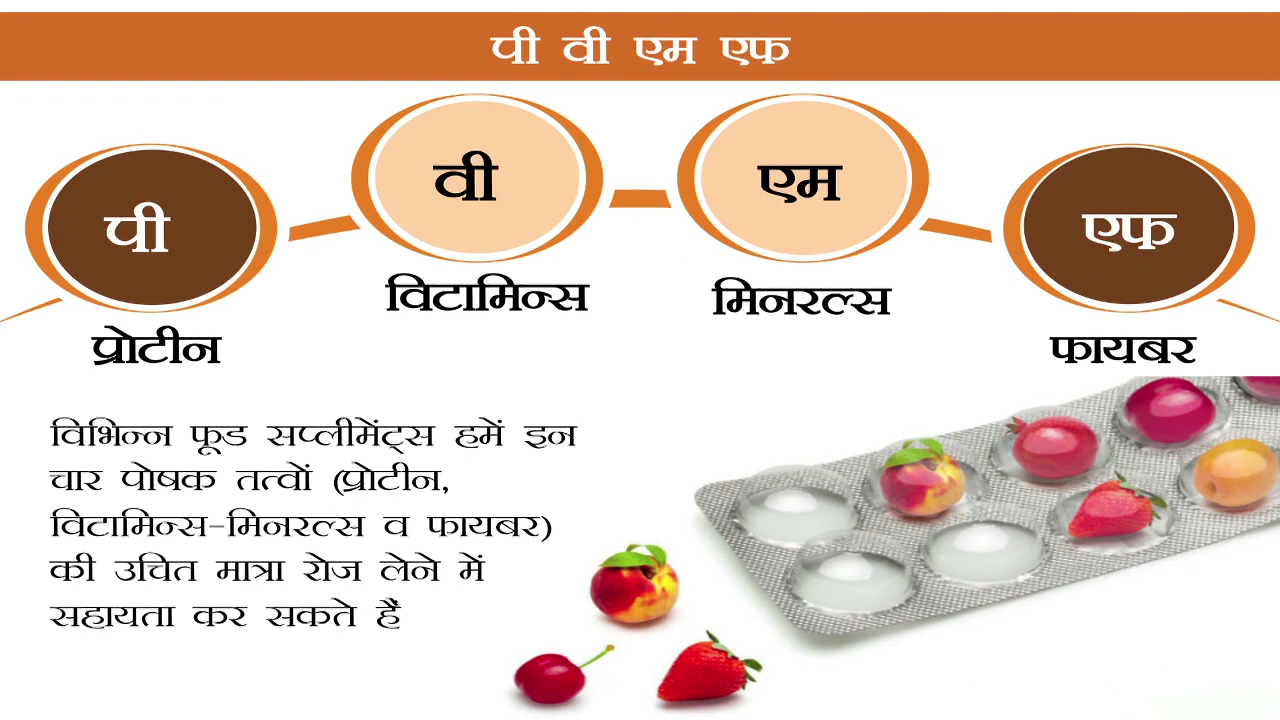 पी वी एम एफ
पी
वी
एम
एफ
प्रोटीन
विटामिन्स
मिनरल्स
फायबर
विभिन्न फूड सप्लीमेंट्स हमें इन
चार पोषक तत्वों (प्रोटीन,
विटामिन्स-मिनरल्स व फायबर)
की उचित मात्रा रोज लेने में
सहायता कर सकते हैं